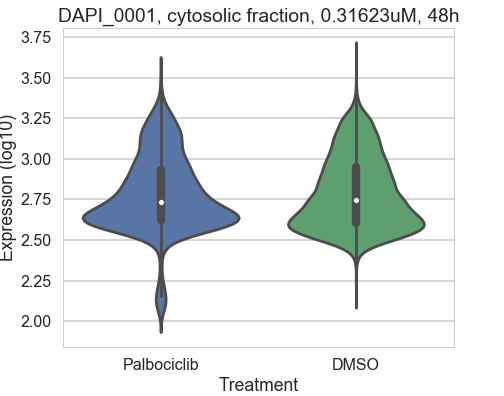 DAPI_0001, cytosolic fraction, 0.31623uM, 48h
Expression (log10)
3.75
3.50
3.25
3.00
2.75
2.50
2.25
2.00
Palbociclib
DMSO
Treatment